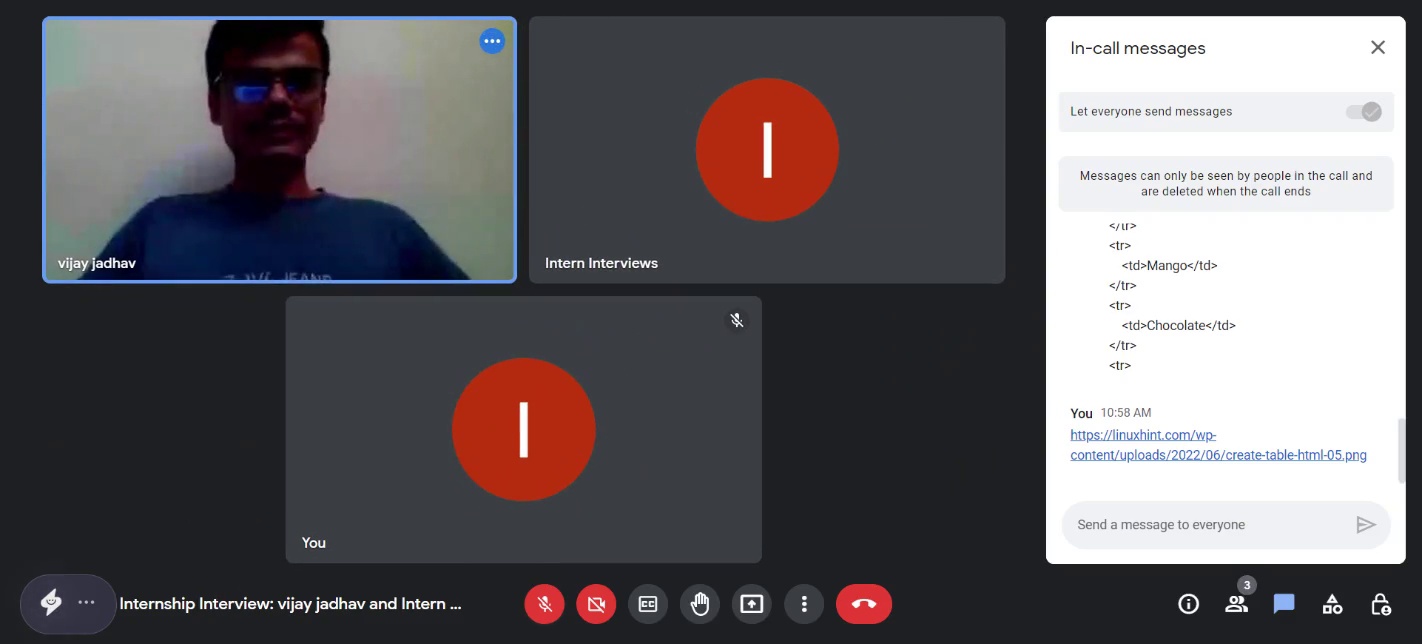 vijay jadhav
I
Intern Interviews
I
You
In-call messages
Let everyone send messages
Messages can only be seen by people in the call and
are deleted when the call ends
</tr>
<tr>
<td>Mango</td>
</tr>
<tr>
<td>Chocolate</td>
</tr>
<tr>
You 10:58 AM
https://linuxhint.com/wp-
content/uploads/2022/06/create-table-html-05.png
Send a message to everyone
Internship Interview: vijay jadhav and Intern ...
CC
3